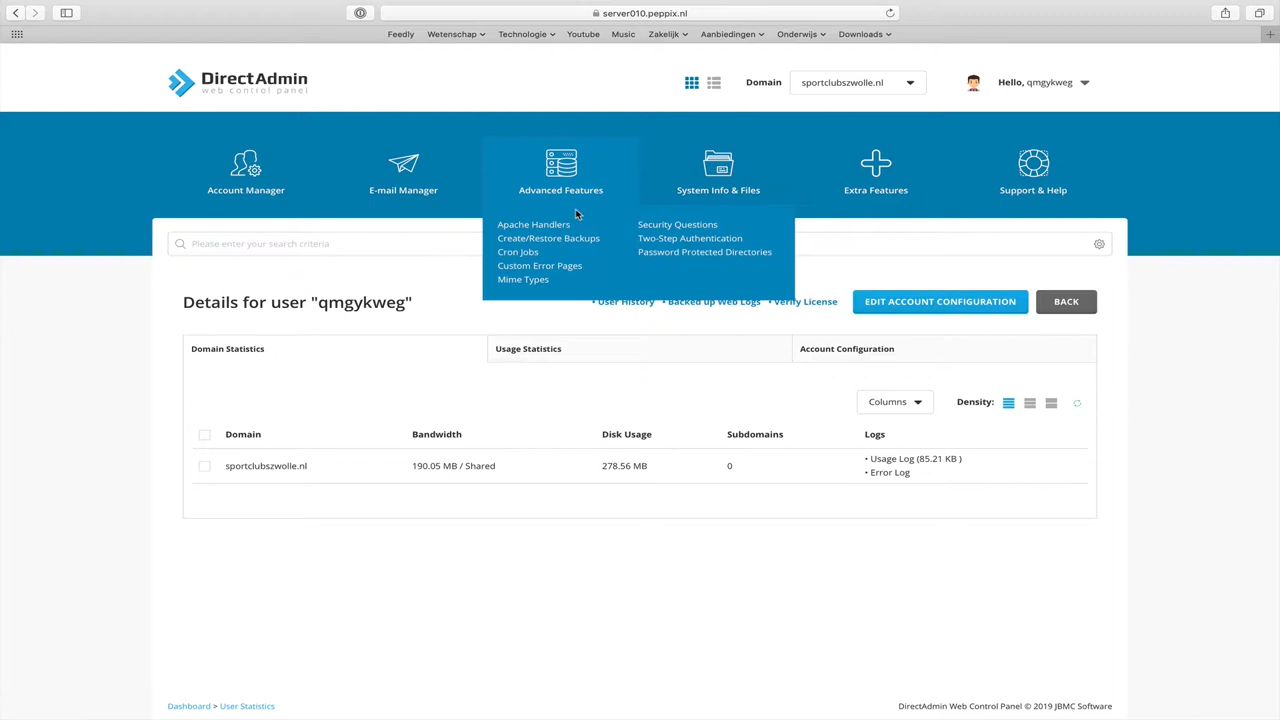 server010.peppix.nl
Feedly Wetenschap Technologie Youtube Music Zakelijk Aanbiedingen Onderwijs Downloads
DirectAdmin
web control panel
Domain sportclubszwolle.nl Hello, qmgykweg
Account Manager E-mail Manager Advanced Features System Info & Files Extra Features Support & Help
Apache Handlers Security Questions
Create/Restore Backups Two-Step Authentication
Cron Jobs Password Protected Directories
Custom Error Pages
Mime Types
Please enter your search criteria
Details for user "qmgykweg" • User History • Backed up Web Logs • Verify License EDIT ACCOUNT CONFIGURATION BACK
Domain Statistics Usage Statistics Account Configuration
Columns Density:
Domain Bandwidth Disk Usage Subdomains Logs
sportclubszwolle.nl 190.05 MB / Shared 278.56 MB 0 • Usage Log (85.21 KB )
• Error Log
Dashboard > User Statistics DirectAdmin Web Control Panel © 2019 JBMC Software